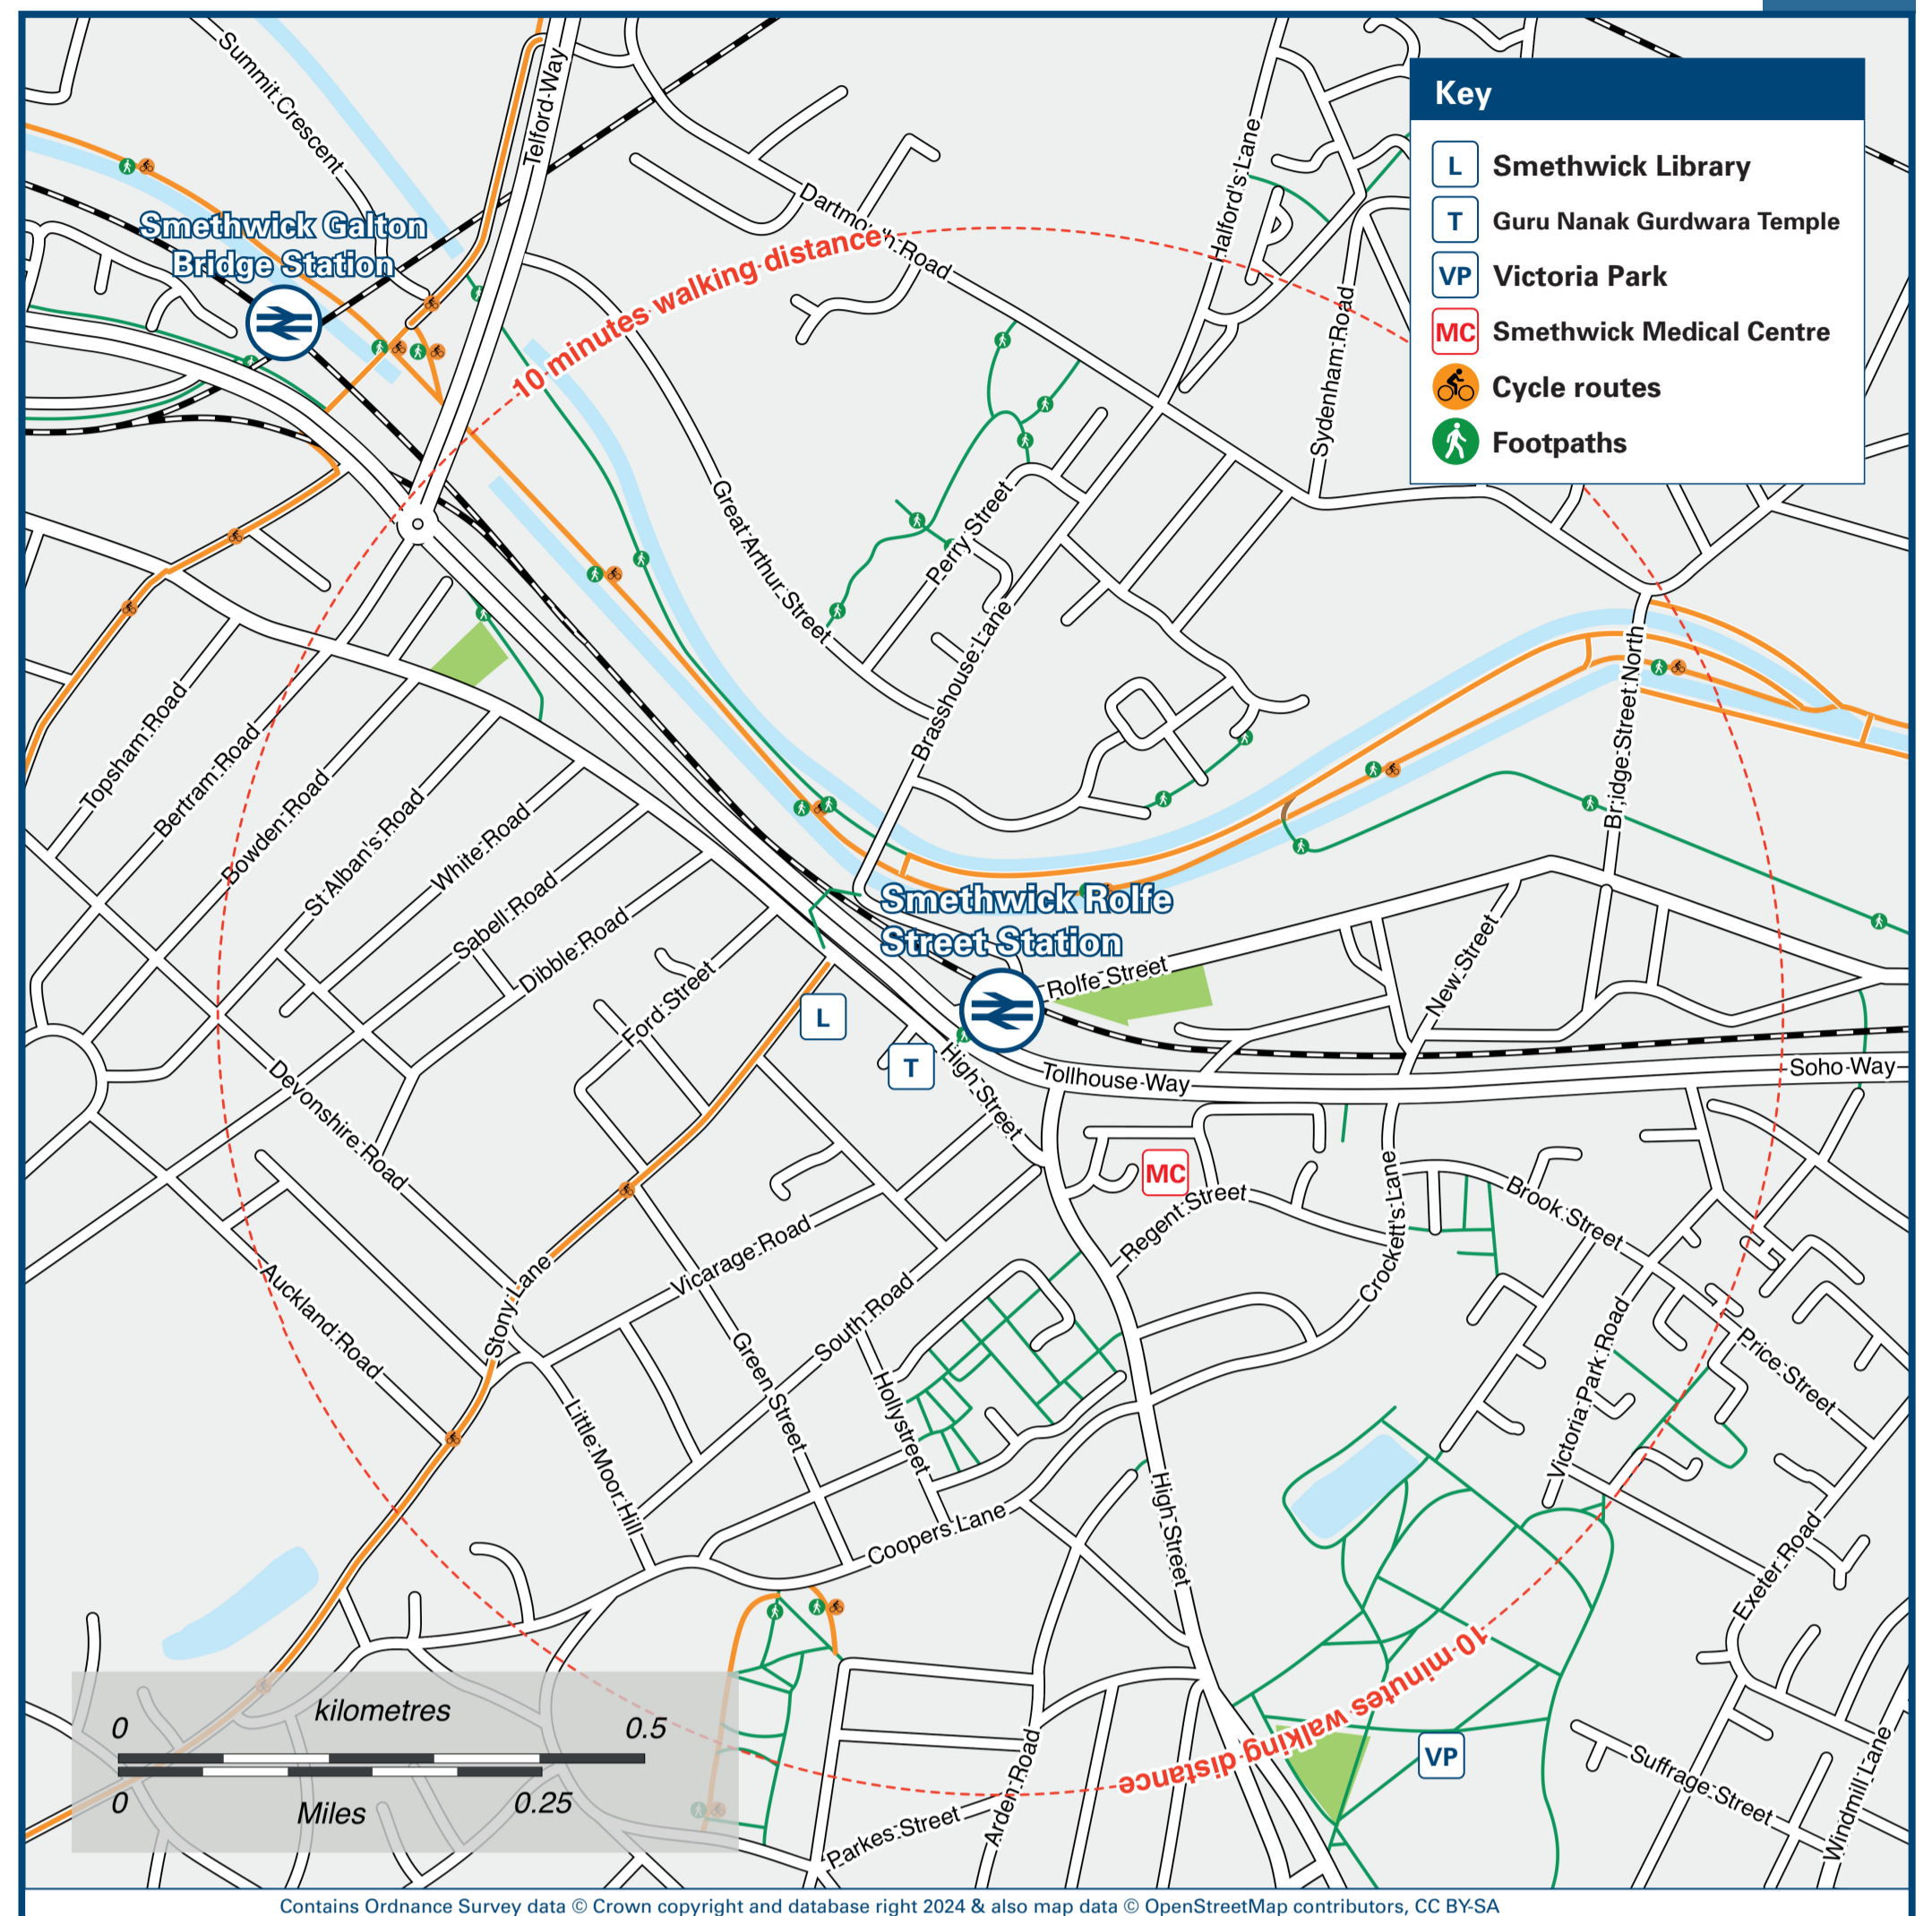 Key
L Smethwick Library
T Guru Nanak Gurdwara Temple
VP Victoria Park
MC Smethwick Medical Centre
Cycle routes
Footpaths
Summit Crescent
Telford Way
Smethwick Galton
Bridge Station
Dartmouth Road
Halford's Lane
Sydenham Road
10 minutes walking distance
Great Arthur Street
Perry Street
Brasshouse Lane
Bridge Street North
Topsham Road
Bertram Road
Bowden Road
St Alban's Road
White Road
Sabell Road
Dibble Road
Ford Street
Smethwick Rolfe
Street Station
Rolfe Street
New Street
L
T
High Street
Tollhouse Way
Soho Way
Devonshire Road
MC
Regent Street
Crockett's Lane
Brook Street
Auckland Road
Stony Lane
Vicarage Road
South Road
Green Street
Hollystreet
Little Moor Hill
Victoria Park Road
Price Street
Coopers Lane
High Street
Exeter Road
10 minutes walking distance
VP
Suffrage Street
Windmill Lane
Arden Road
Parkes Street
kilometres
0 0.5
0 0.25
Miles
Contains Ordnance Survey data © Crown copyright and database right 2024 & also map data © OpenStreetMap contributors, CC BY-SA